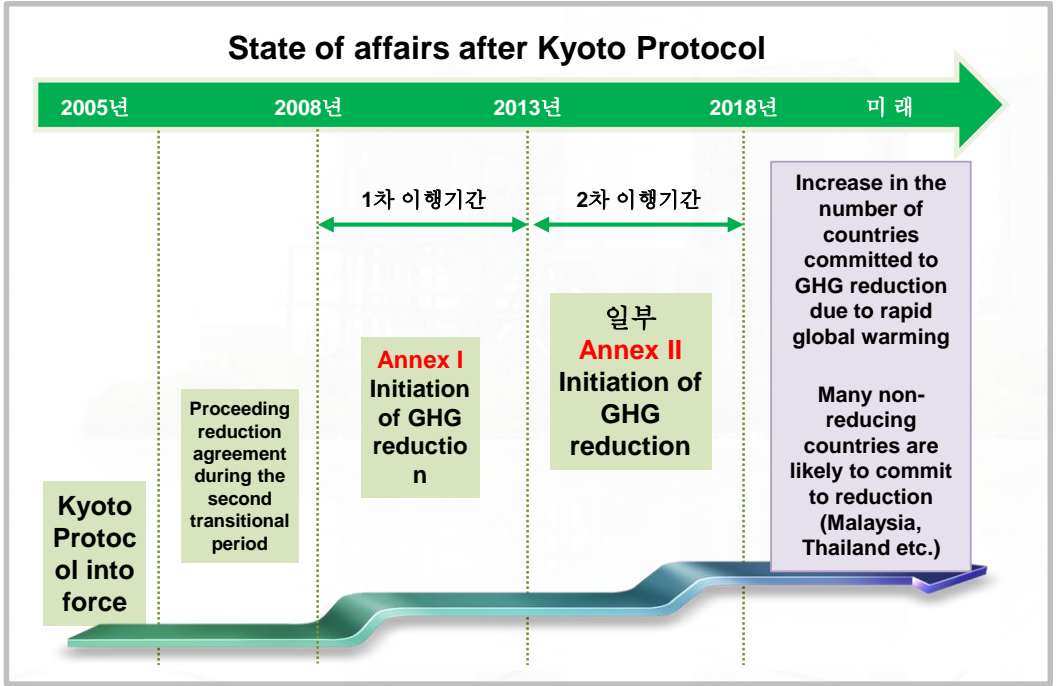 State of affairs after Kyoto Protocol
2005년
2008년
2013년
2018년
미 래
1차 이행기간
2차 이행기간
Kyoto
Protoc
ol into
force
Proceeding
reduction
agreement
during the
second
transitional
period
Annex I
Initiation
of GHG
reductio
n
일부
Annex II
Initiation of
GHG
reduction
Increase in the
number of
countries
committed to
GHG reduction
due to rapid
global warming
Many non-
reducing
countries are
likely to commit
to reduction
(Malaysia,
Thailand etc.)